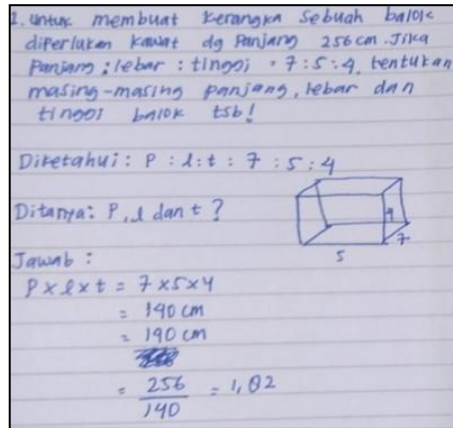 1. Untuk membuat kerangka sebuah balok
diperlukan kawat dg Panjang 256 cm. Jika
Panjang : lebar : tinggi = 7 : 5 : 4, tentukan
masing-masing panjang, lebar dan
tinggi balok tsb!
Diketahui : P : l : t : 7 : 5 : 4
Ditanya : P, l dan t ?
4
7
5
Jawab :
P x l x t = 7 x 5 x 4
= 140 cm
= 140 cm
= 256 / 140 = 1,82